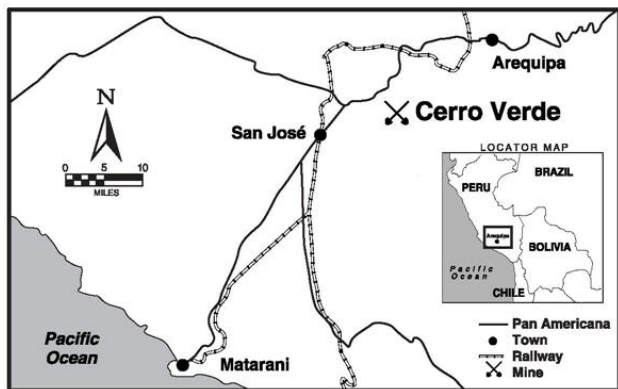 Arequipa
N
Cerro Verde
San José
0 5 10
MILES
LOCATOR MAP
BRAZIL
PERU
Arequipa
BOLIVIA
Pacific
Ocean
CHILE
Pacific
Ocean
Matarani
Pan Americana
Town
Railway
Mine